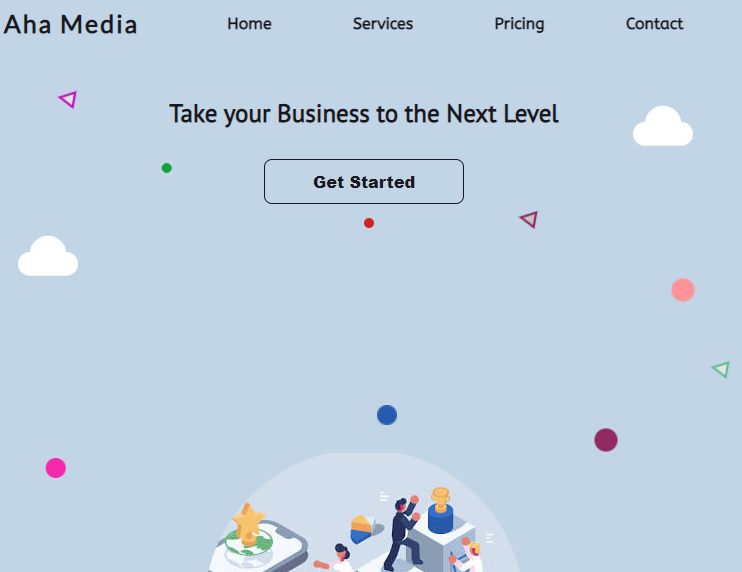 Aha Media
Home Services Pricing Contact
Take your Business to the Next Level
Get Started